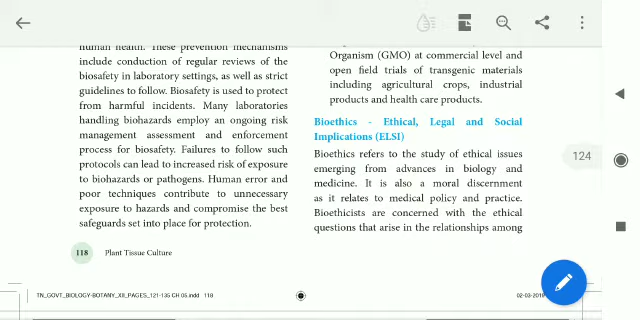 human health. These prevention mechanisms
include conduction of regular reviews of the
biosafety in laboratory settings, as well as strict
guidelines to follow. Biosafety is used to protect
from harmful incidents. Many laboratories
handling biohazards employ an ongoing risk
management assessment and enforcement
process for biosafety. Failures to follow such
protocols can lead to increased risk of exposure
to biohazards or pathogens. Human error and
poor techniques contribute to unnecessary
exposure to hazards and compromise the best
safeguards set into place for protection.
Organism (GMO) at commercial level and
open field trials of transgenic materials
including agricultural crops, industrial
products and health care products.
Bioethics - Ethical, Legal and Social
Implications (ELSI)
Bioethics refers to the study of ethical issues
emerging from advances in biology and
medicine. It is also a moral discernment
as it relates to medical policy and practice.
Bioethicists are concerned with the ethical
questions that arise in the relationships among
124
118 Plant Tissue Culture
TN_GOVT_BIOLOGY-BOTANY_XII_PAGES_121-135 CH 05.indd 118